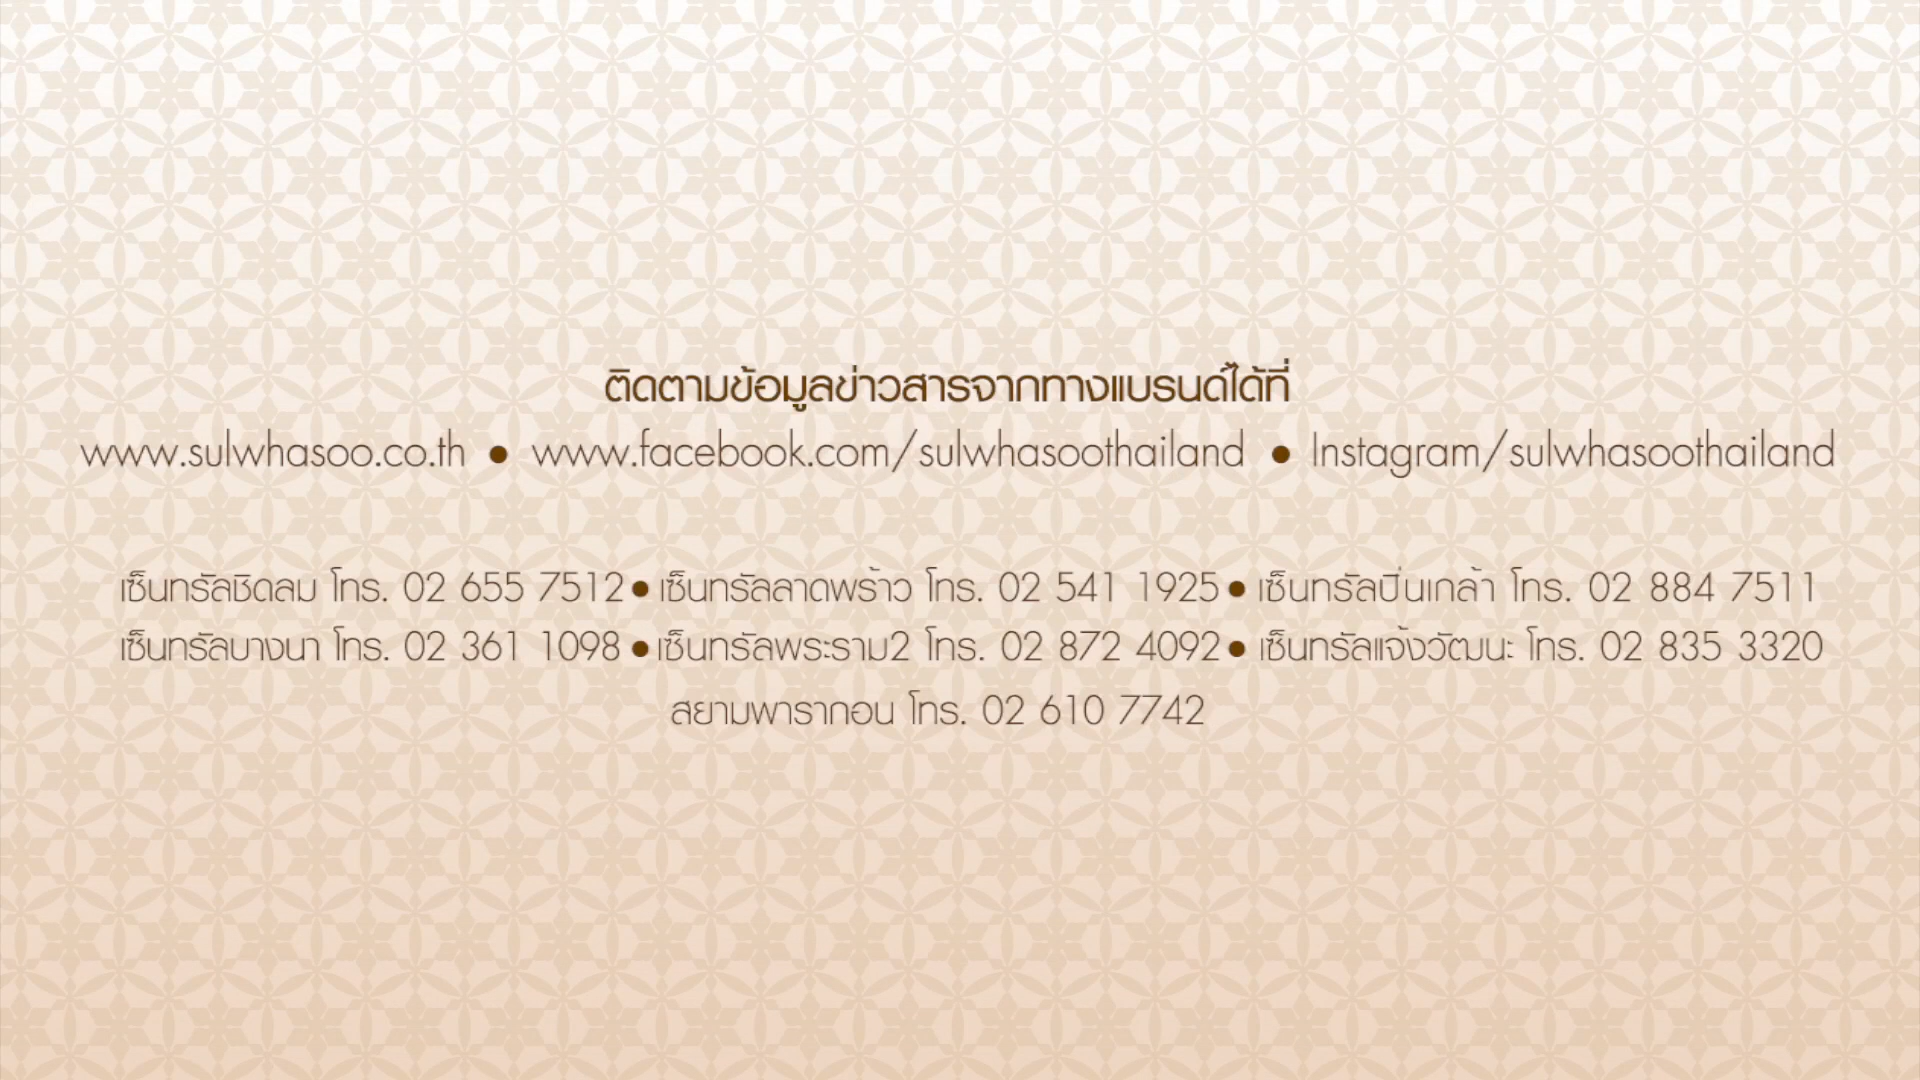 ติดตามข้อมูลข่าวสารจากทางแบรนด์ได้ที่
www.sulwhasoo.co.th ● www.facebook.com/sulwhasoothailand ● Instagram/sulwhasoothailand
เซ็นทรัลชิดลม โทร. 02 655 7512 ● เซ็นทรัลลาดพร้าว โทร. 02 541 1925 ● เซ็นทรัลปิ่นเกล้า โทร. 02 884 7511
เซ็นทรัลบางนา โทร. 02 361 1098 ● เซ็นทรัลพระราม2 โทร. 02 872 4092 ● เซ็นทรัลแจ้งวัฒนะ โทร. 02 835 3320
สยามพารากอน โทร. 02 610 7742